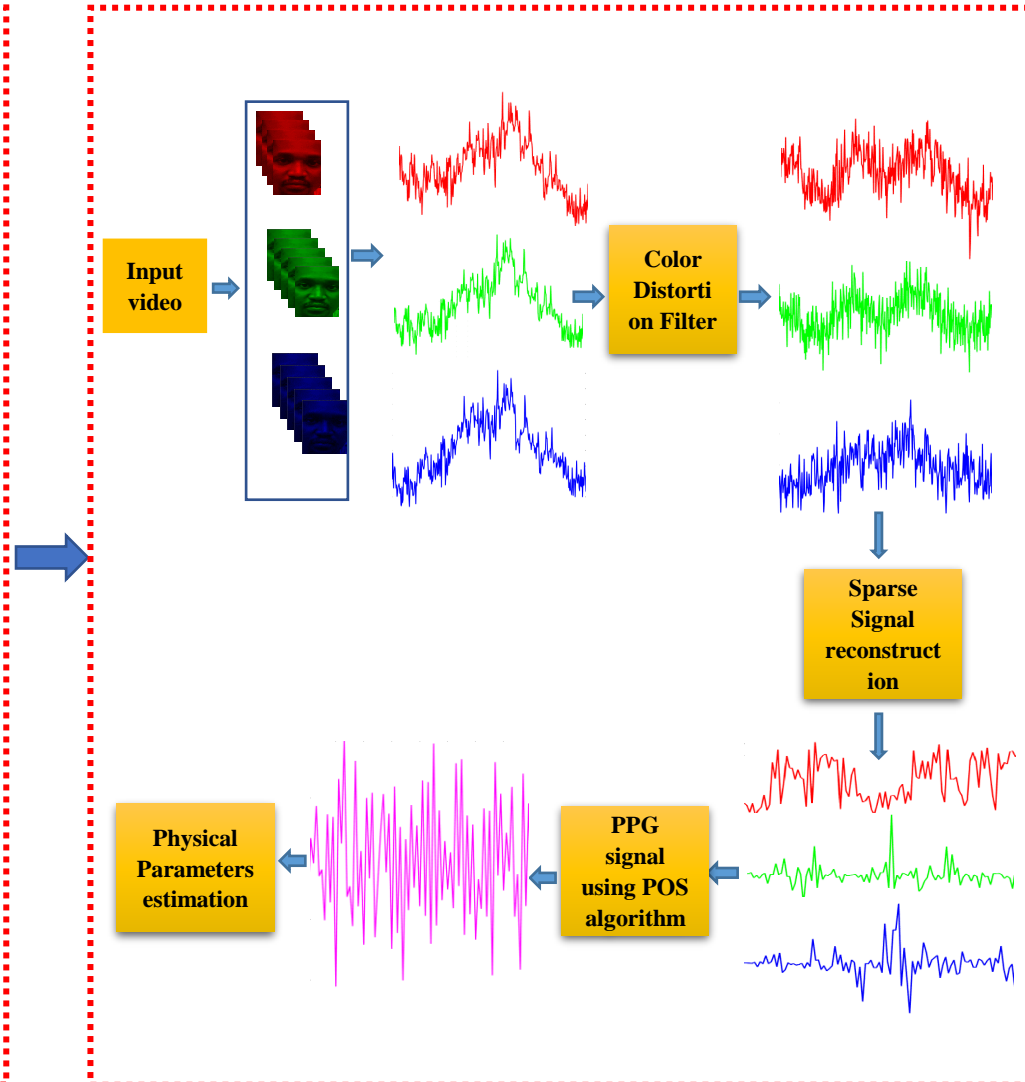 Input
video
Color
Distorti
on Filter
Sparse
Signal
reconstruct
ion
PPG
signal
using POS
algorithm
Physical
Parameters
estimation